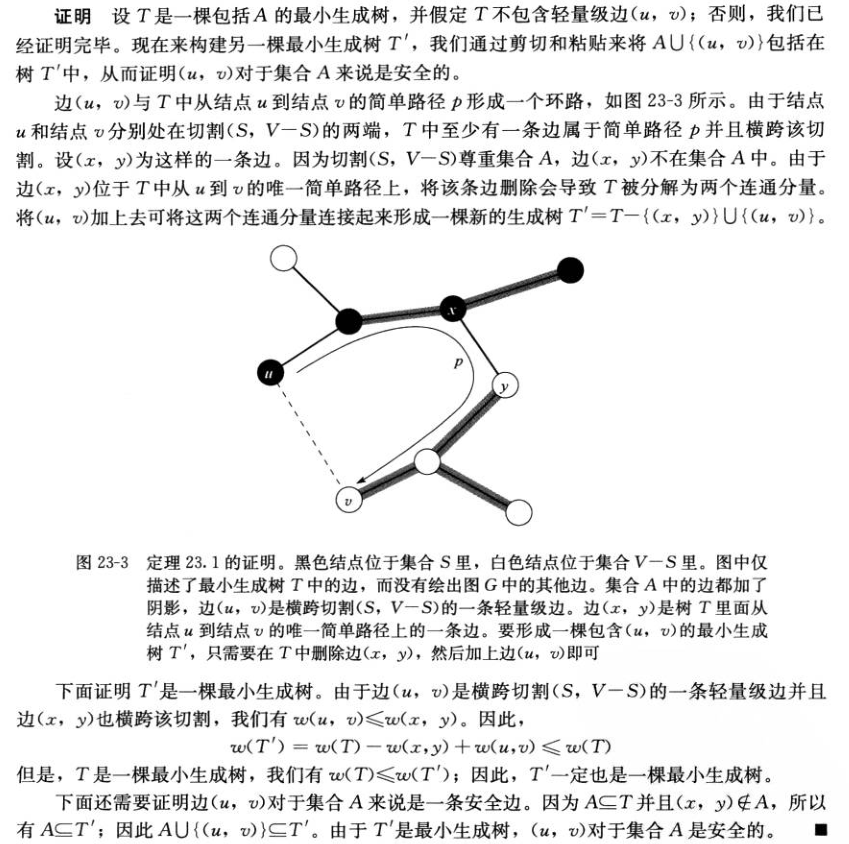 证明 设 T 是一棵包括 A 的最小生成树，并假定 T 不包含轻量级边(u，v)；否则，我们已
经证明完毕。现在来构建另一棵最小生成树 T′，我们通过剪切和粘贴来将 A∪{(u，v)}包括在
树 T′中，从而证明(u，v)对于集合 A 来说是安全的。
边(u，v)与 T 中从结点 u 到结点 v 的简单路径 p 形成一个环路，如图 23-3 所示。由于结点
u 和结点 v 分别处在切割(S，V－S)的两端，T 中至少有一条边属于简单路径 p 并且横跨该切
割。设(x，y)为这样的一条边。因为切割(S，V－S)尊重集合 A，边(x，y)不在集合 A 中。由于
边(x，y)位于 T 中从 u 到 v 的唯一简单路径上，将该条边删除会导致 T 被分解为两个连通分量。
将(u，v)加上去可将这两个连通分量连接起来形成一棵新的生成树 T′＝T－{(x，y)}∪{(u，v)}。
x
u
p
y
v
图 23-3 定理 23.1 的证明。黑色结点位于集合 S 里，白色结点位于集合 V－S 里。图中仅
描述了最小生成树 T 中的边，而没有绘出图 G 中的其他边。集合 A 中的边都加了
阴影，边(u，v)是横跨切割(S，V－S)的一条轻量级边。边(x，y)是树 T 里面从
结点 u 到结点 v 的唯一简单路径上的一条边。要形成一棵包含(u，v)的最小生成
树 T′，只需要在 T 中删除边(x，y)，然后加上边(u，v)即可
下面证明 T′是一棵最小生成树。由于边(u，v)是横跨切割(S，V－S)的一条轻量级边并且
边(x，y)也横跨该切割，我们有 w(u，v)≤w(x，y)。因此，
w(T′) = w(T) − w(x,y) + w(u,v) ≤ w(T)
但是，T 是一棵最小生成树，我们有 w(T)≤w(T′)；因此，T′一定也是一棵最小生成树。
下面还需要证明边(u，v)对于集合 A 来说是一条安全边。因为 A⊆T 并且(x，y)∉A，所以
有 A⊆T′；因此 A∪{(u，v)}⊆T′。由于 T′是最小生成树，(u，v)对于集合 A 是安全的。 ■